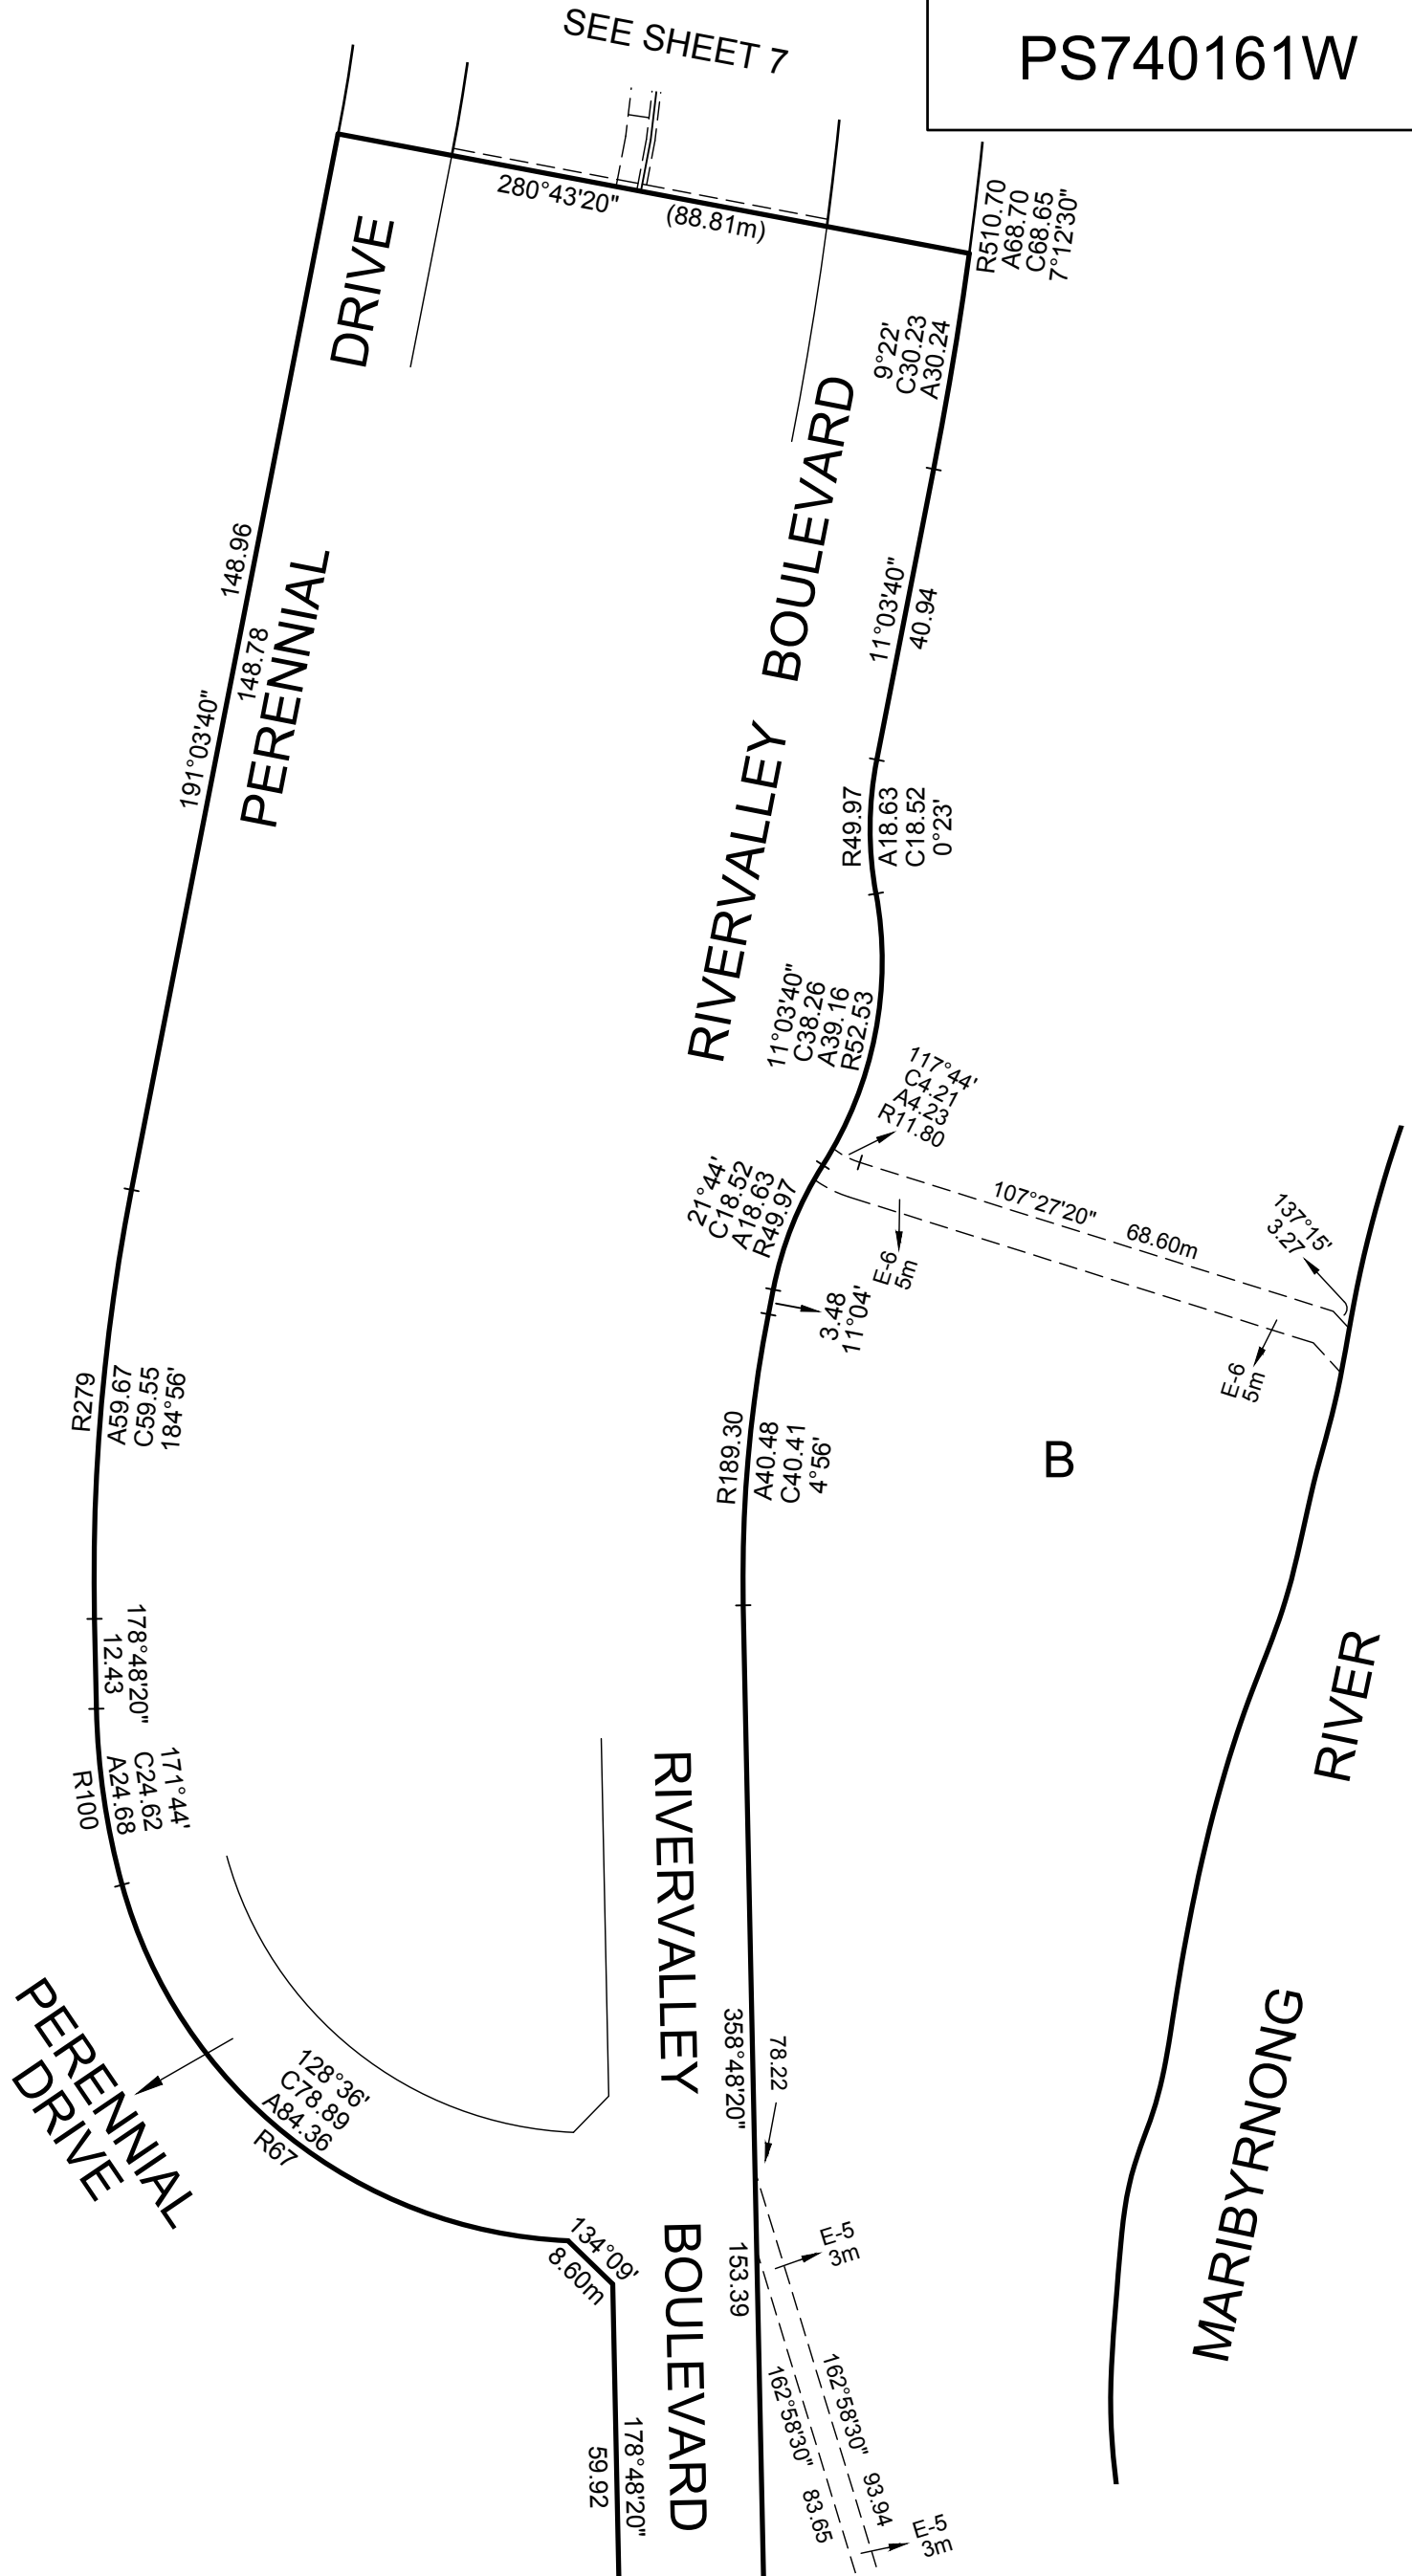 SEE SHEET 7
PS740161W
280°43'20"
(88.81m)
R510.70
A68.70
C68.65
7°12'30"
DRIVE
9°22'
C30.23
A30.24
148.96
148.78
191°03'40"
PERENNIAL
RIVERVALLEY BOULEVARD
11°03'40"
40.94
R49.97
A18.63
C18.52
0°23'
11°03'40"
C38.26
A39.16
R52.53
117°44'
C4.21
A4.23
R11.80
21°44'
C18.52
A18.63
R49.97
107°27'20"
68.60m
137°15'
3.27
E-6
5m
3.48
11°04'
E-6
5m
R279
A59.67
C59.55
184°56'
R189.30
A40.48
C40.41
4°56'
B
178°48'20"
12.43
171°44'
C24.62
A24.68
R100
RIVER
MARIBYRNONG
RIVERVALLEY
BOULEVARD
358°48'20"
78.22
PERENNIAL
DRIVE
128°36'
C78.89
A84.36
R67
134°09'
8.60m
153.39
E-5
3m
162°58'30" 93.94
162°58'30" 83.65
178°48'20"
59.92
E-5
3m